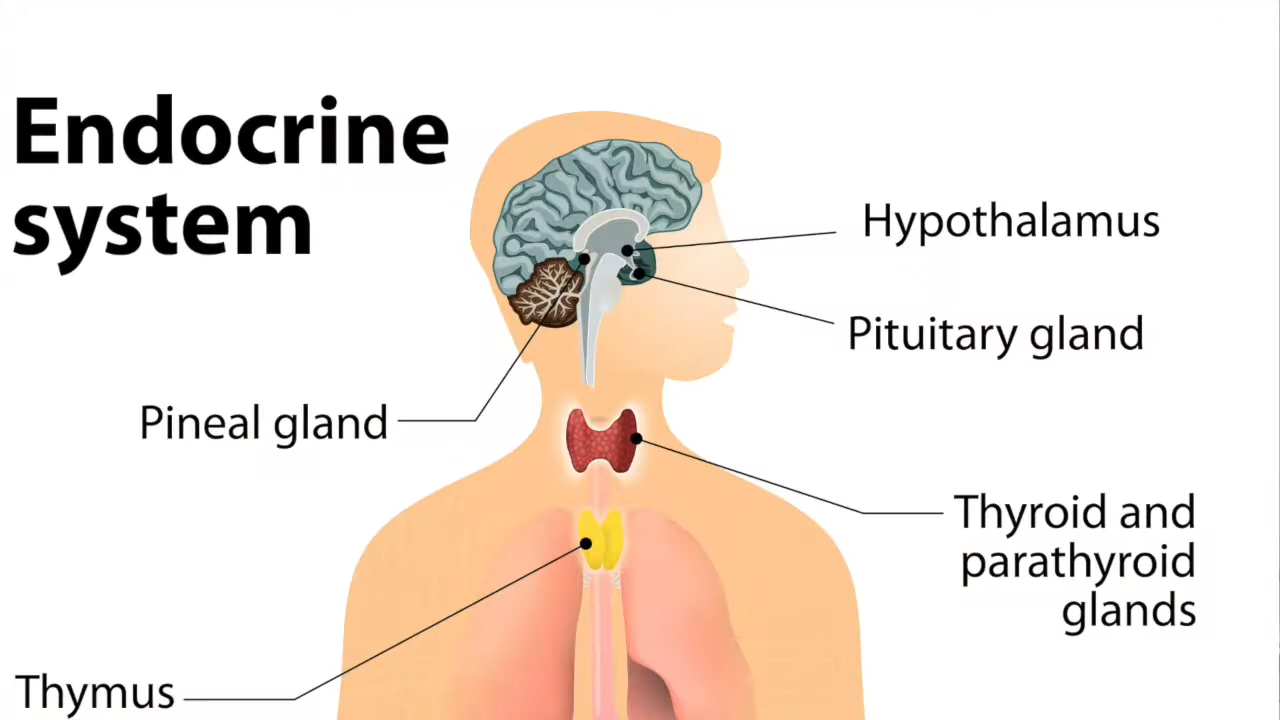 Endocrine
system
Hypothalamus
Pituitary gland
Pineal gland
Thyroid and
parathyroid
glands
Thymus